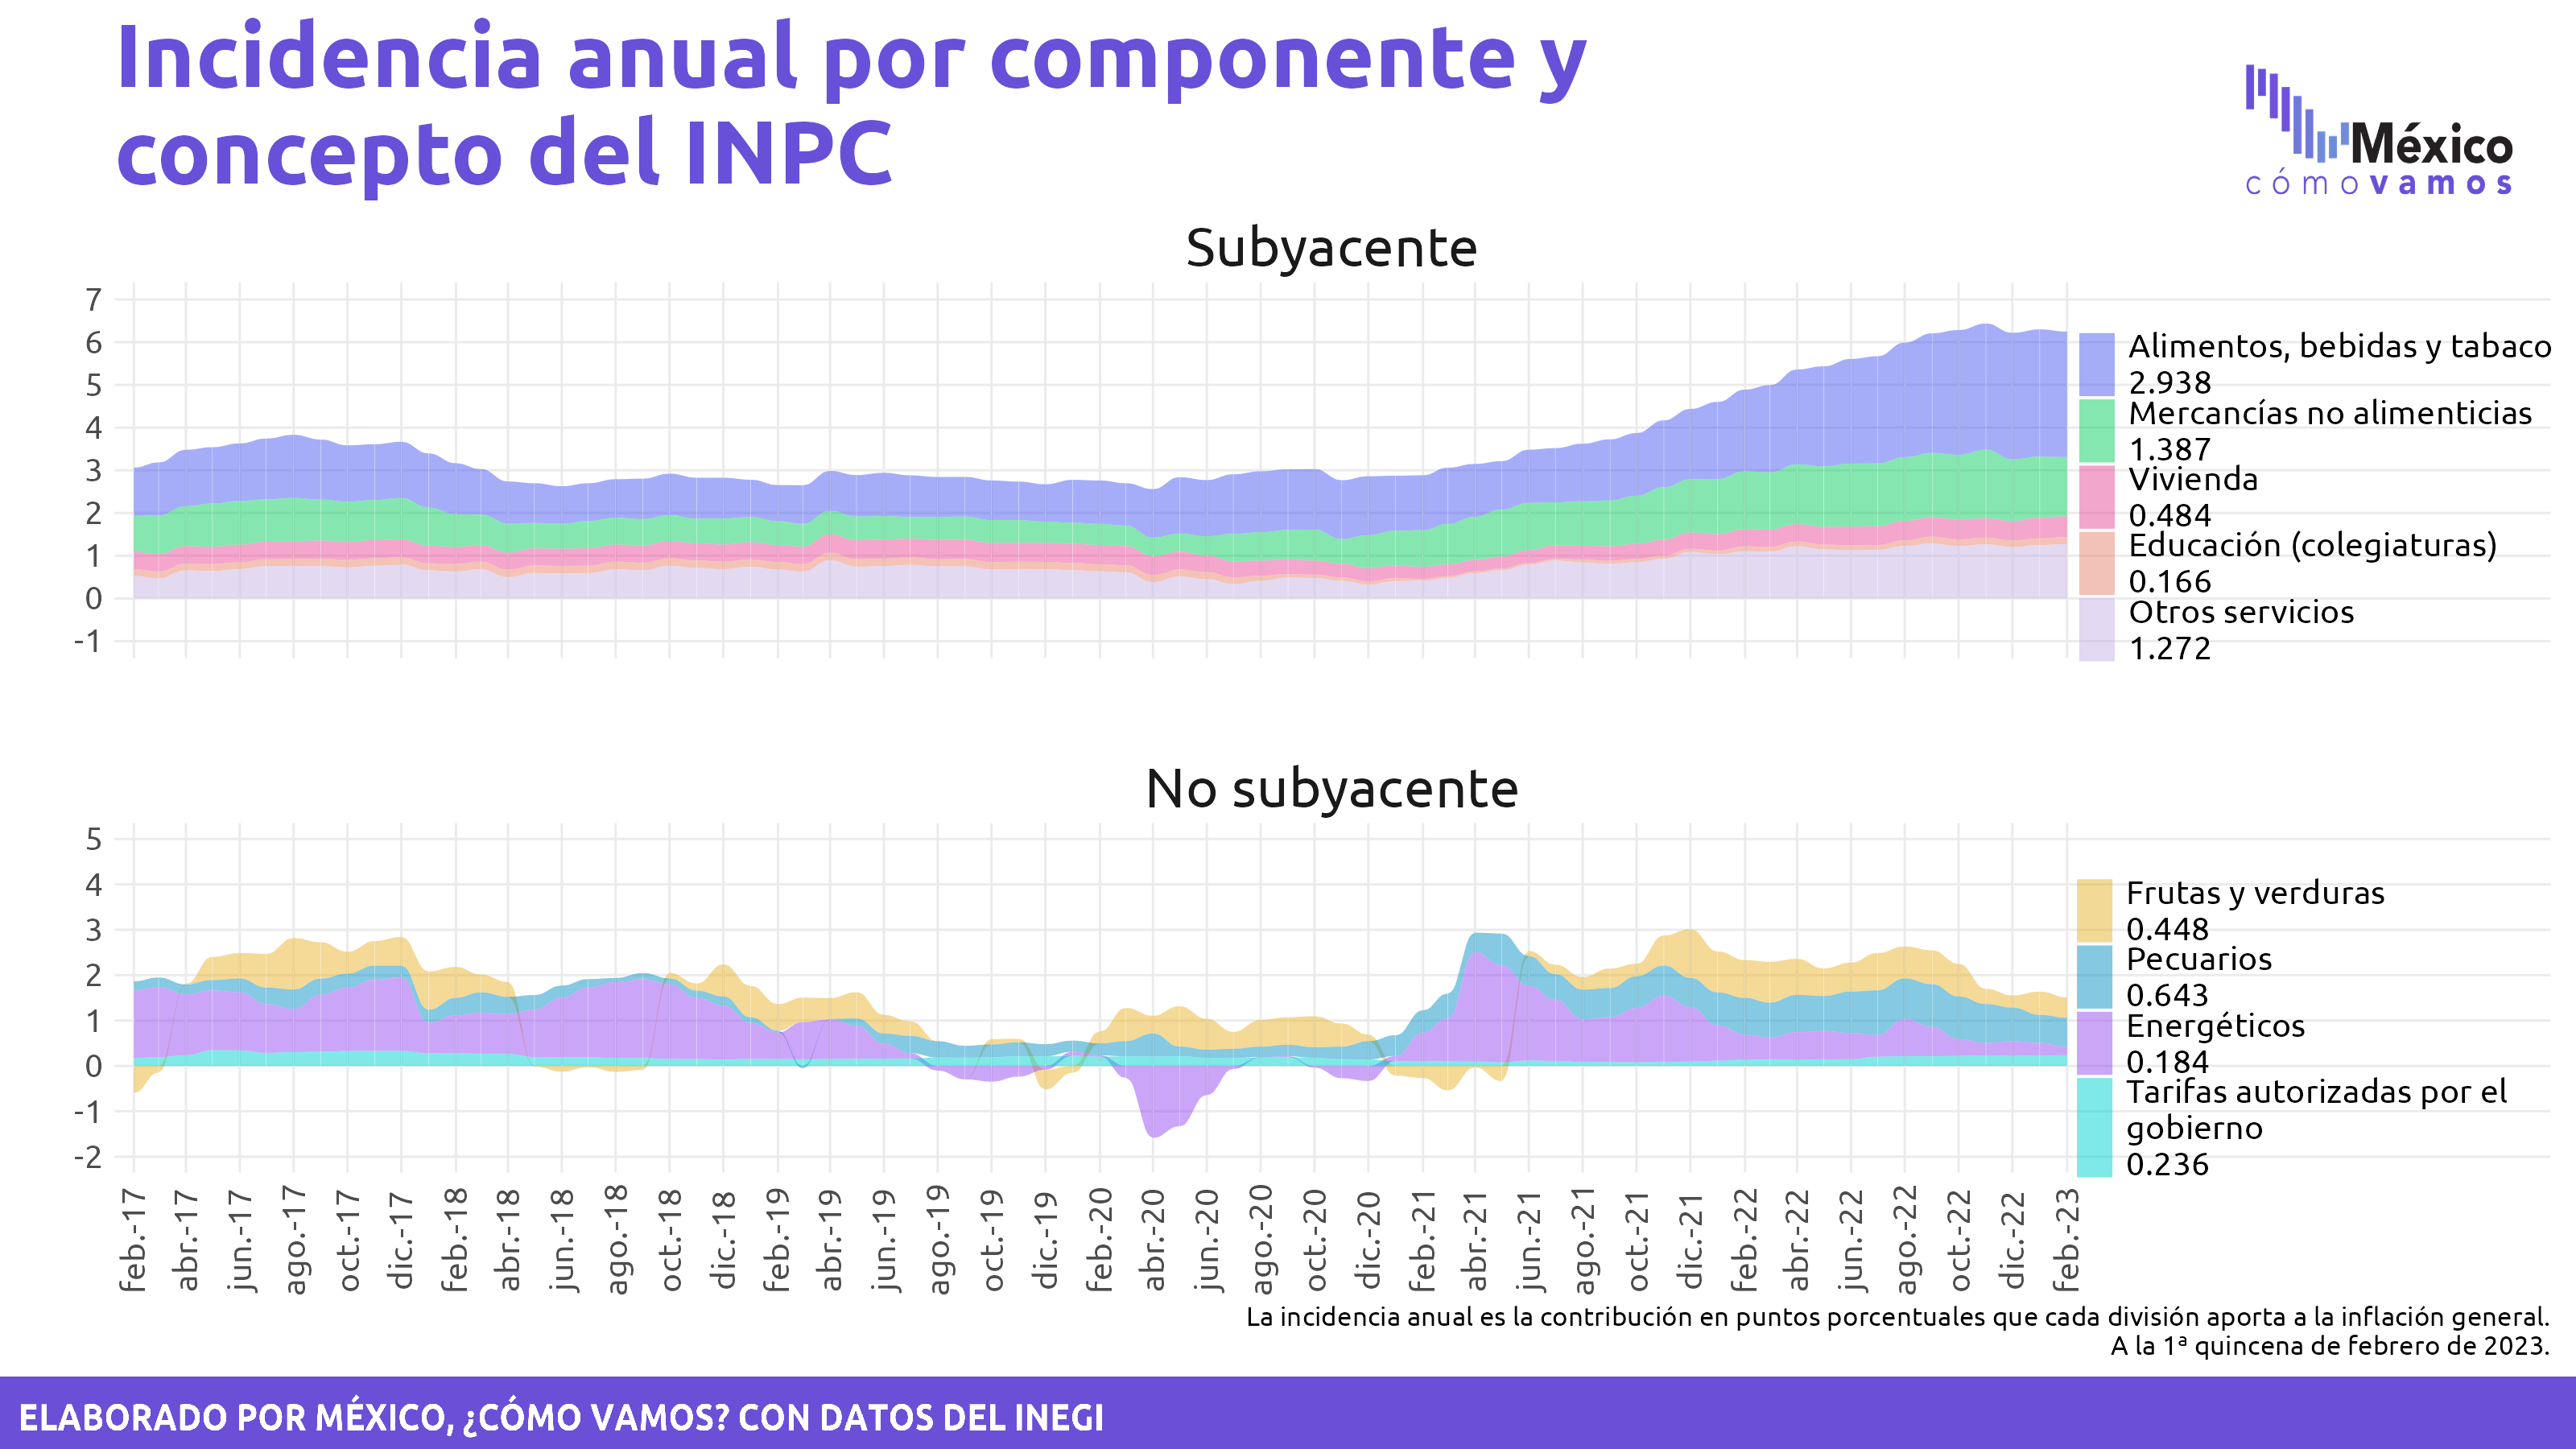 Incidencia anual por componente y
concepto del INPC
México
cómovamos
Subyacente
7
6
5
4
3
2
1
0
-1
Alimentos, bebidas y tabaco
2.938
Mercancías no alimenticias
1.387
Vivienda
0.484
Educación (colegiaturas)
0.166
Otros servicios
1.272
No subyacente
5
4
3
2
1
0
-1
-2
Frutas y verduras
0.448
Pecuarios
0.643
Energéticos
0.184
Tarifas autorizadas por el
gobierno
0.236
feb.-17
abr.-17
jun.-17
ago.-17
oct.-17
dic.-17
feb.-18
abr.-18
jun.-18
ago.-18
oct.-18
dic.-18
feb.-19
abr.-19
jun.-19
ago.-19
oct.-19
dic.-19
feb.-20
abr.-20
jun.-20
ago.-20
oct.-20
dic.-20
feb.-21
abr.-21
jun.-21
ago.-21
oct.-21
dic.-21
feb.-22
abr.-22
jun.-22
ago.-22
oct.-22
dic.-22
feb.-23
La incidencia anual es la contribución en puntos porcentuales que cada división aporta a la inflación general.
A la 1ª quincena de febrero de 2023.
ELABORADO POR MÉXICO, ¿CÓMO VAMOS? CON DATOS DEL INEGI